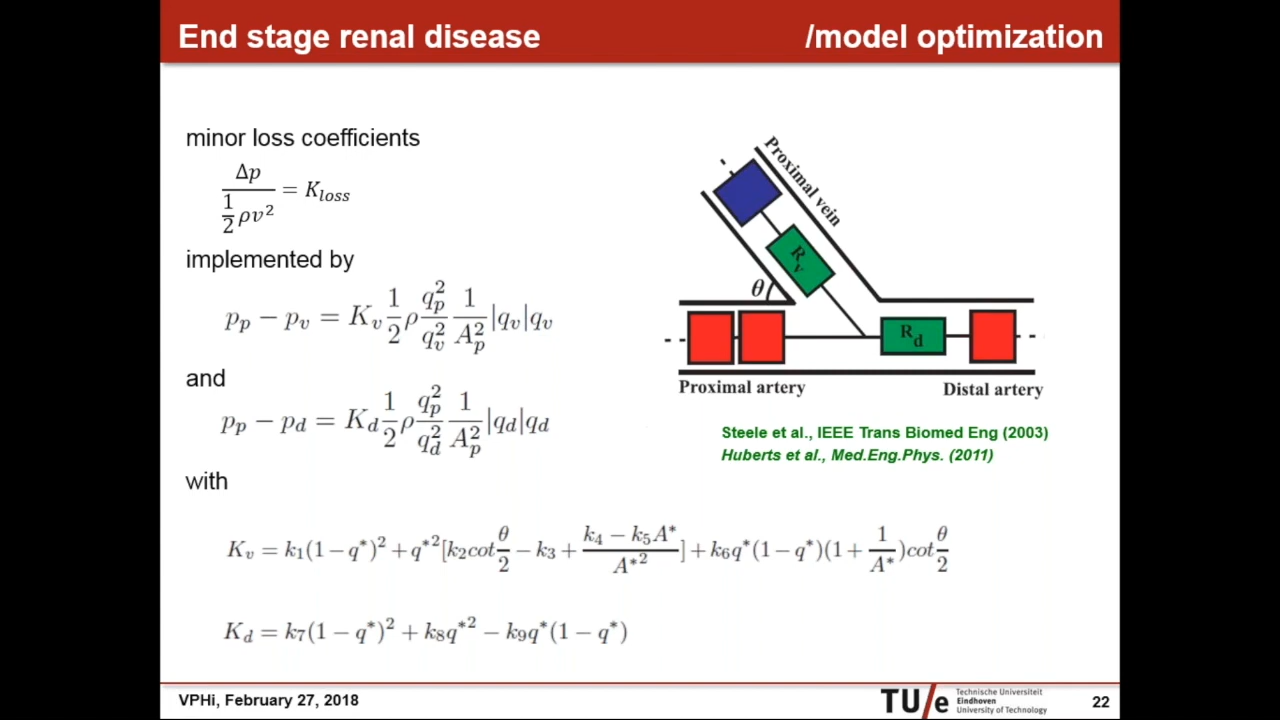 End stage renal disease /model optimization
minor loss coefficients
Δp / (1/2 ρv²) = K_loss
implemented by
p_p − p_v = K_v 1/2 ρ q_p²/q_v² 1/A_p² |q_v|q_v
and
p_p − p_d = K_d 1/2 ρ q_p²/q_d² 1/A_p² |q_d|q_d
with
K_v = k₁(1−q*)² + q*²[k₂cot θ/2 − k₃ + (k₄ − k₅A*)/A*²] + k₆q*(1−q*)(1+ 1/A*)cot θ/2
K_d = k₇(1 − q*)² + k₈q*² − k₉q*(1 − q*)
Proximal vein
R_v
θ
R_d
Proximal artery
Distal artery
Steele et al., IEEE Trans Biomed Eng (2003)
Huberts et al., Med.Eng.Phys. (2011)
VPHi, February 27, 2018
TU/e
Technische Universiteit
Eindhoven
University of Technology
22